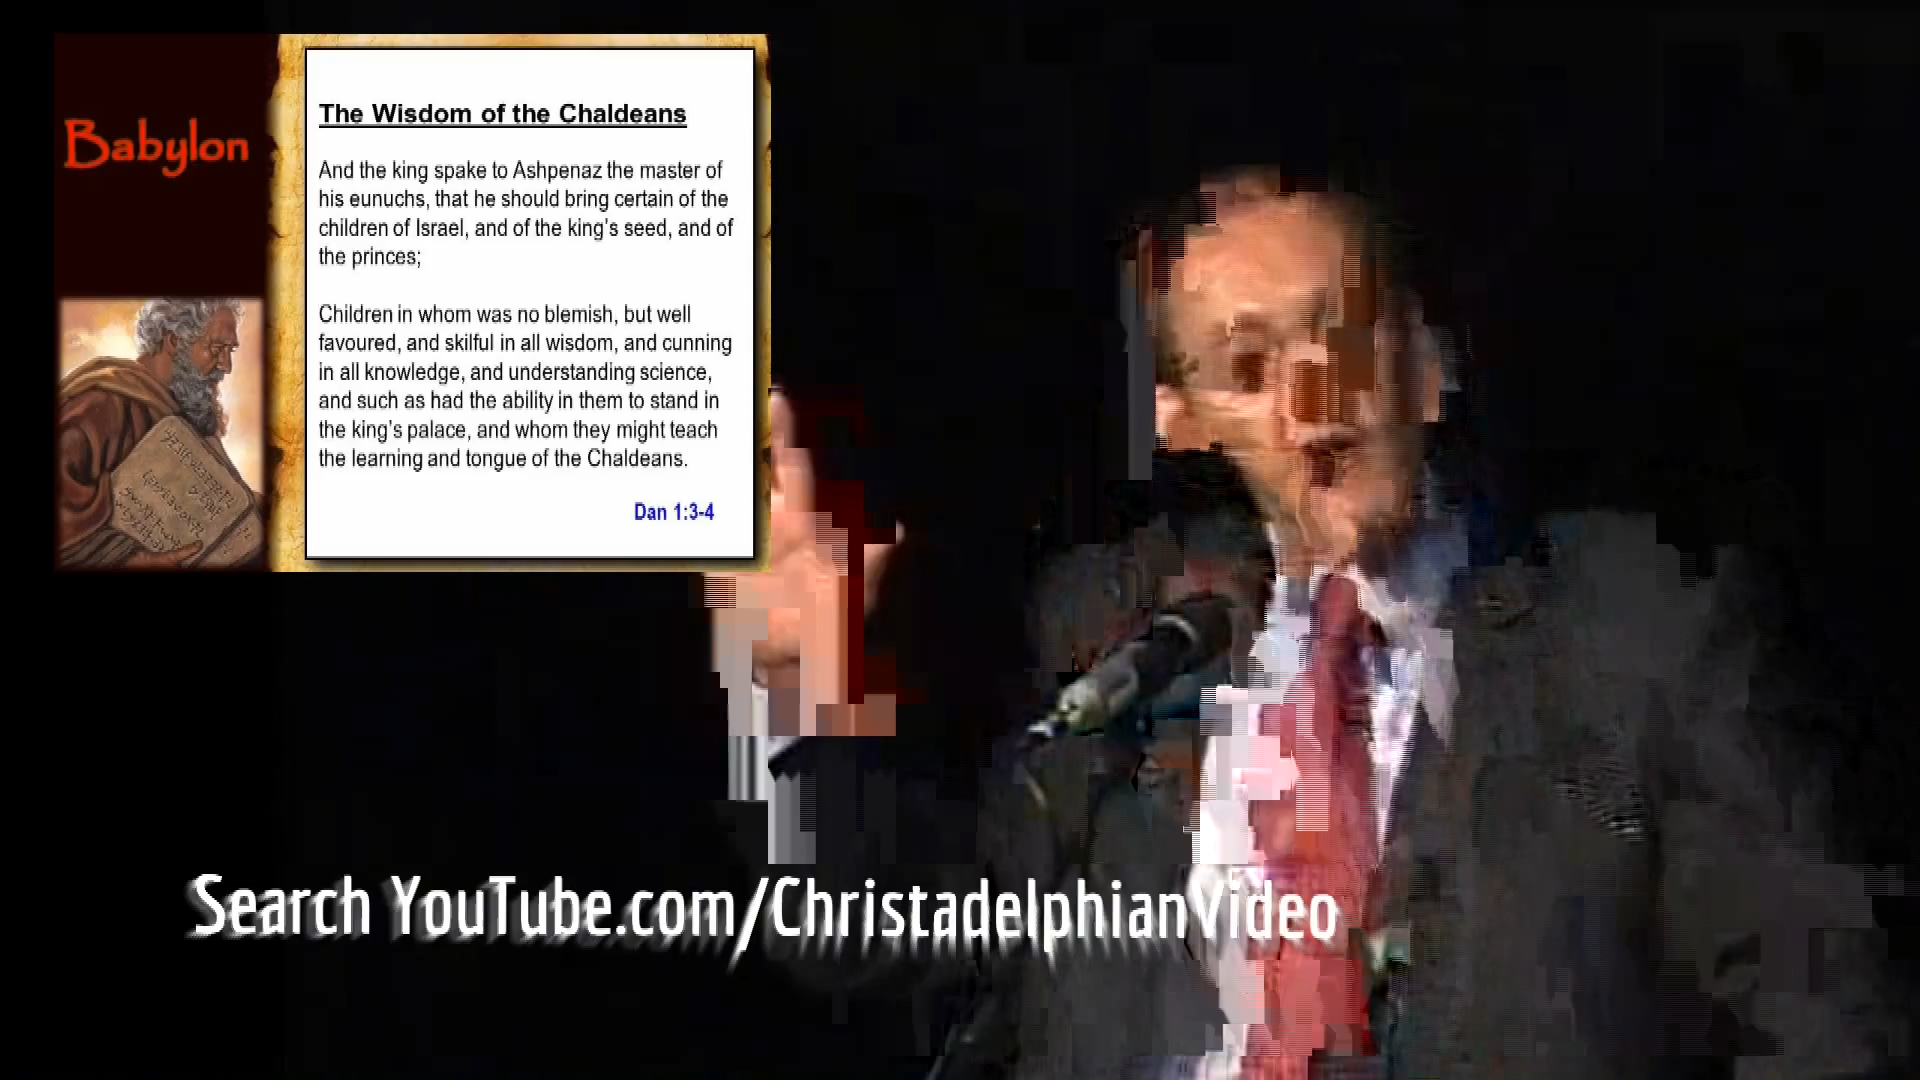 Babylon
The Wisdom of the Chaldeans
And the king spake to Ashpenaz the master of
his eunuchs, that he should bring certain of the
children of Israel, and of the king's seed, and of
the princes;
Children in whom was no blemish, but well
favoured, and skilful in all wisdom, and cunning
in all knowledge, and understanding science,
and such as had the ability in them to stand in
the king's palace, and whom they might teach
the learning and tongue of the Chaldeans.
Dan 1:3-4
Search YouTube.com/ChristadelphianVideo